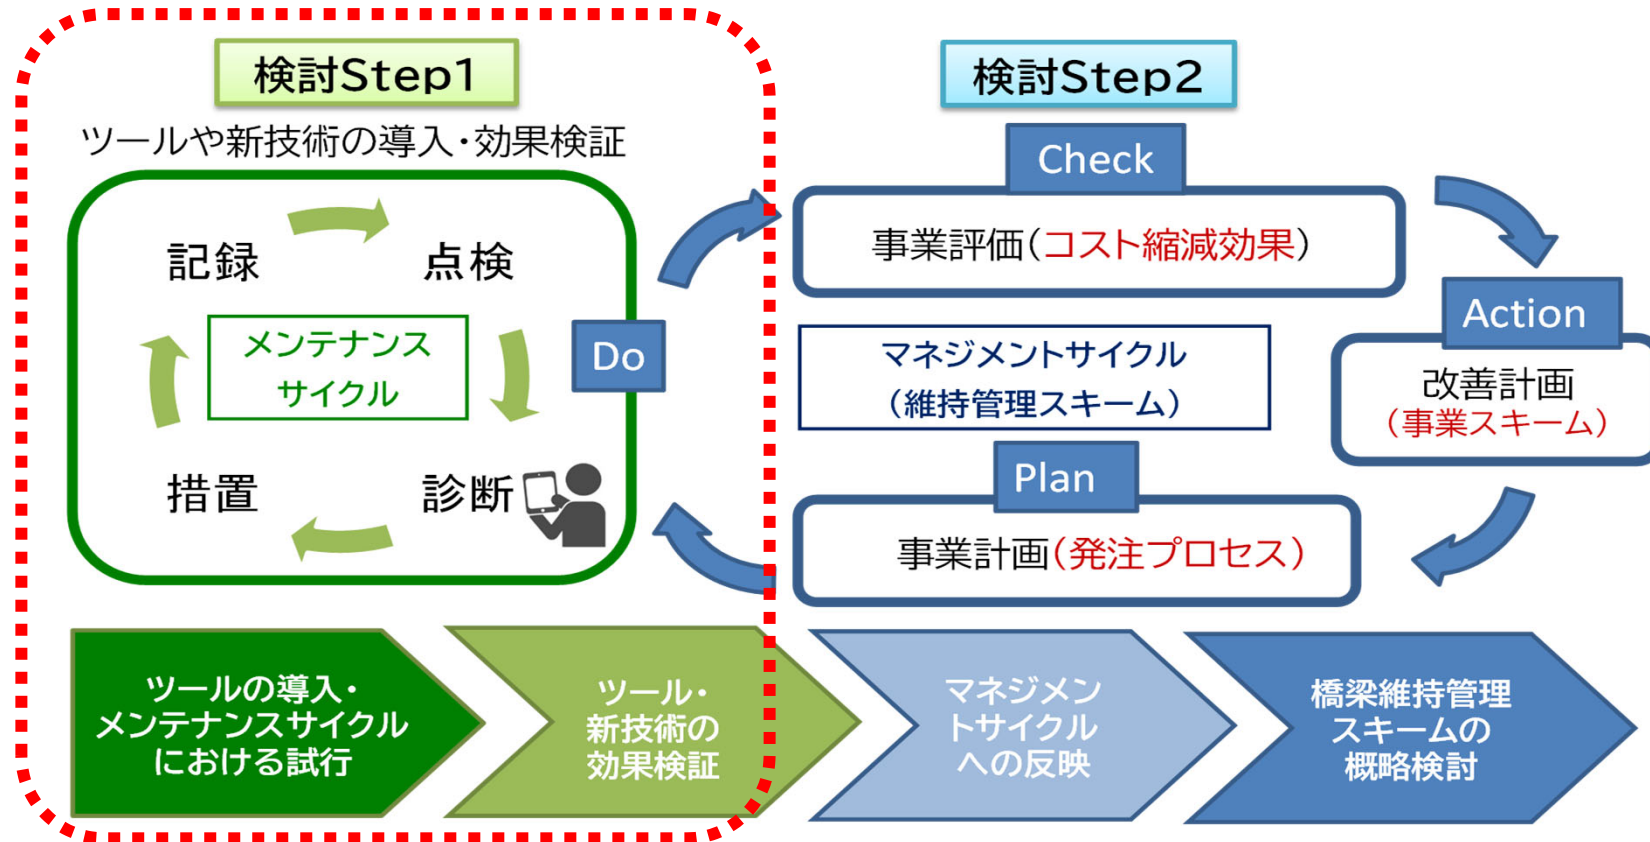 検討Step1
ツールや新技術の導入・効果検証
記録
点検
メンテナンス
サイクル
措置
診断
Do
検討Step2
Check
事業評価(コスト縮減効果)
Action
改善計画
(事業スキーム)
マネジメントサイクル
(維持管理スキーム)
Plan
事業計画(発注プロセス)
ツールの導入・
メンテナンスサイクル
における試行
ツール・
新技術の
効果検証
マネジメン
トサイクル
への反映
橋梁維持管理
スキームの
概略検討